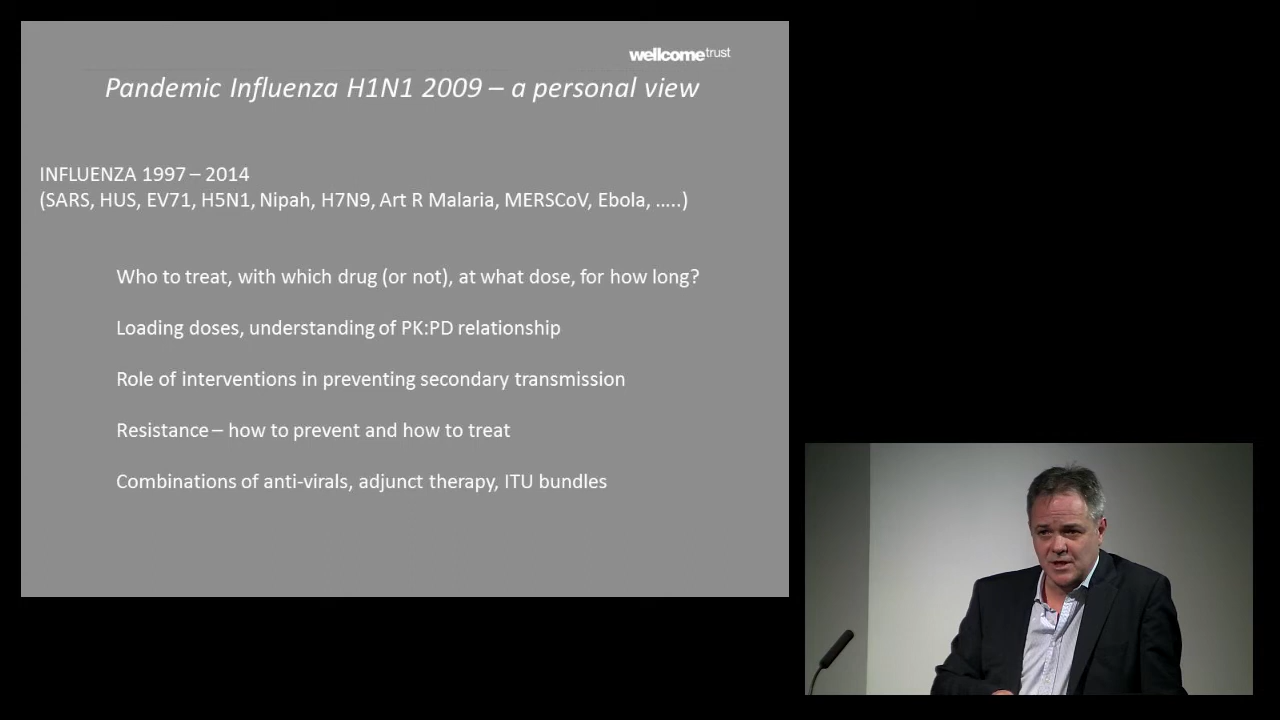 wellcometrust
Pandemic Influenza H1N1 2009 – a personal view
INFLUENZA 1997 – 2014
(SARS, HUS, EV71, H5N1, Nipah, H7N9, Art R Malaria, MERSCoV, Ebola, .....)
Who to treat, with which drug (or not), at what dose, for how long?
Loading doses, understanding of PK:PD relationship
Role of interventions in preventing secondary transmission
Resistance – how to prevent and how to treat
Combinations of anti-virals, adjunct therapy, ITU bundles